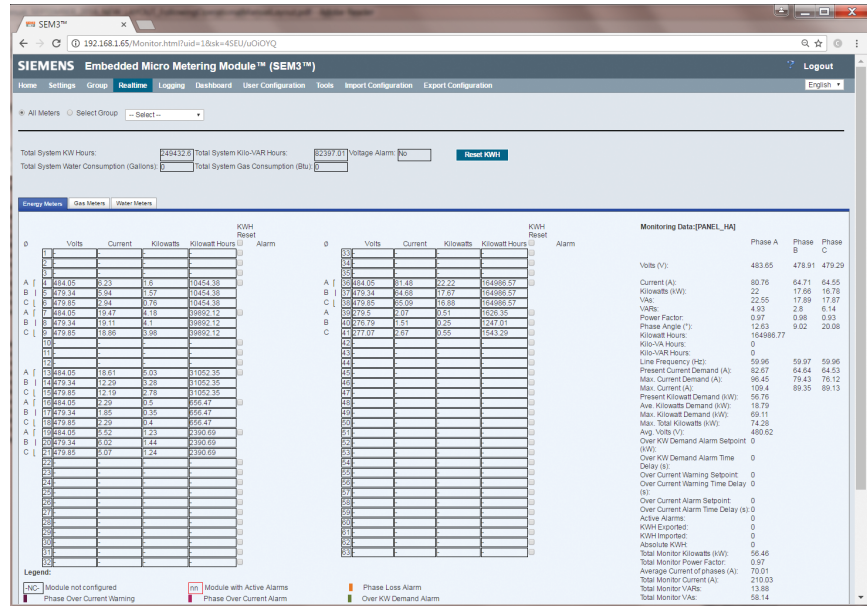 SEM3™
192.168.1.65/Monitor.html?uid=1&isk=4SEU/uOiOYQ
SIEMENS Embedded Micro Metering Module™ (SEM3™)
? Logout
Home Settings Group Realtime Logging Dashboard User Configuration Tools Import Configuration Export Configuration
English
All Meters Select Group -- Select --
Total System KW Hours: 249432.6 Total System Kilo-VAR Hours: 82397.01 Voltage Alarm: No Reset KWH
Total System Water Consumption (Gallons): 0 Total System Gas Consumption (Btu): 0
Energy Meters Gas Meters Water Meters
KWH
Reset
Ø Volts Current Kilowatts Kilowatt Hours Alarm
1 - - - -
2 - - - -
3 - - - -
A [ 4 484.05 6.23 1.6 10454.38
B | 5 479.34 5.94 1.57 10454.38
C [ 6 479.85 2.94 0.76 10454.38
A [ 7 484.05 19.47 4.18 39892.12
B | 8 479.34 19.11 4.1 39892.12
C [ 9 479.85 18.86 3.98 39892.12
10 - - - -
11 - - - -
12 - - - -
A [ 13 484.05 18.61 5.03 31052.35
B | 14 479.34 12.29 3.28 31052.35
C [ 15 479.85 12.19 2.78 31052.35
A [ 16 484.05 2.29 0.5 656.47
B | 17 479.34 1.85 0.35 656.47
C [ 18 479.85 2.29 0.4 656.47
A [ 19 484.05 5.52 1.23 2390.69
B | 20 479.34 6.02 1.44 2390.69
C [ 21 479.85 5.07 1.24 2390.69
22 - - - -
23 - - - -
24 - - - -
25 - - - -
26 - - - -
27 - - - -
28 - - - -
29 - - - -
30 - - - -
31 - - - -
32 - - - -
KWH
Reset
Ø Volts Current Kilowatts Kilowatt Hours Alarm
33 - - - -
34 - - - -
35 - - - -
A [ 36 484.05 81.48 22.22 164986.57
B | 37 479.34 64.68 17.67 164986.57
C [ 38 479.85 65.09 16.88 164986.57
A 39 279.5 2.07 0.51 1626.35
B 40 276.79 1.51 0.25 1247.01
C 41 277.07 2.67 0.55 1543.29
42 - - - -
43 - - - -
44 - - - -
45 - - - -
46 - - - -
47 - - - -
48 - - - -
49 - - - -
50 - - - -
51 - - - -
52 - - - -
53 - - - -
54 - - - -
55 - - - -
56 - - - -
57 - - - -
58 - - - -
59 - - - -
60 - - - -
61 - - - -
62 - - - -
63 - - - -
Monitoring Data:[PANEL_HA]
Phase A Phase B Phase C
Volts (V): 483.65 478.91 479.29
Current (A): 80.76 64.71 64.55
Kilowatts (kW): 22 17.66 16.78
VAs: 22.55 17.89 17.87
VARs: 4.93 2.8 6.14
Power Factor: 0.97 0.98 0.93
Phase Angle (°): 12.63 9.02 20.08
Kilowatt Hours: 164986.77
Kilo-VA Hours: 0
Kilo-VAR Hours: 0
Line Frequency (Hz): 59.96 59.97 59.96
Present Current Demand (A): 82.67 64.64 64.53
Max. Current Demand (A): 96.45 79.43 76.12
Max. Current (A): 109.4 89.35 89.13
Present Kilowatt Demand (kW): 56.76
Ave. Kilowatts Demand (kW): 18.79
Max. Kilowatt Demand (kW): 69.11
Max. Total Kilowatts (kW): 74.28
Avg. Volts (V): 480.62
Over KW Demand Alarm Setpoint (kW): 0
Over KW Demand Alarm Time Delay (s): 0
Over Current Warning Setpoint: 0
Over Current Warning Time Delay (s): 0
Over Current Alarm Setpoint: 0
Over Current Alarm Time Delay (s): 0
Active Alarms: 0
KWH Exported: 0
KWH Imported: 0
Absolute KWH: 0
Total Monitor Kilowatts (kW): 56.46
Total Monitor Power Factor: 0.97
Average Current of phases (A): 70.01
Total Monitor Current (A): 210.03
Total Monitor VARs: 13.88
Total Monitor VAs: 58.14
Legend:
-NC- Module not configured nn Module with Active Alarms Phase Loss Alarm
Phase Over Current Warning Phase Over Current Alarm Over KW Demand Alarm